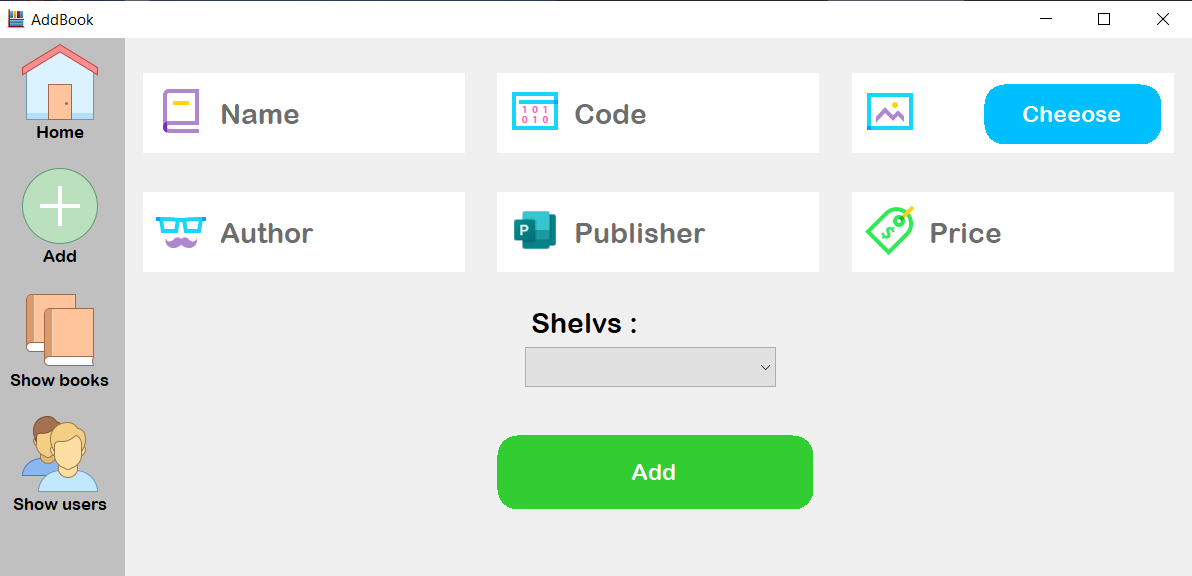 AddBook
Home
Add
Show books
Show users
Name
Code
101
010
Cheeose
Author
P
Publisher
$
Price
Shelvs :
Add